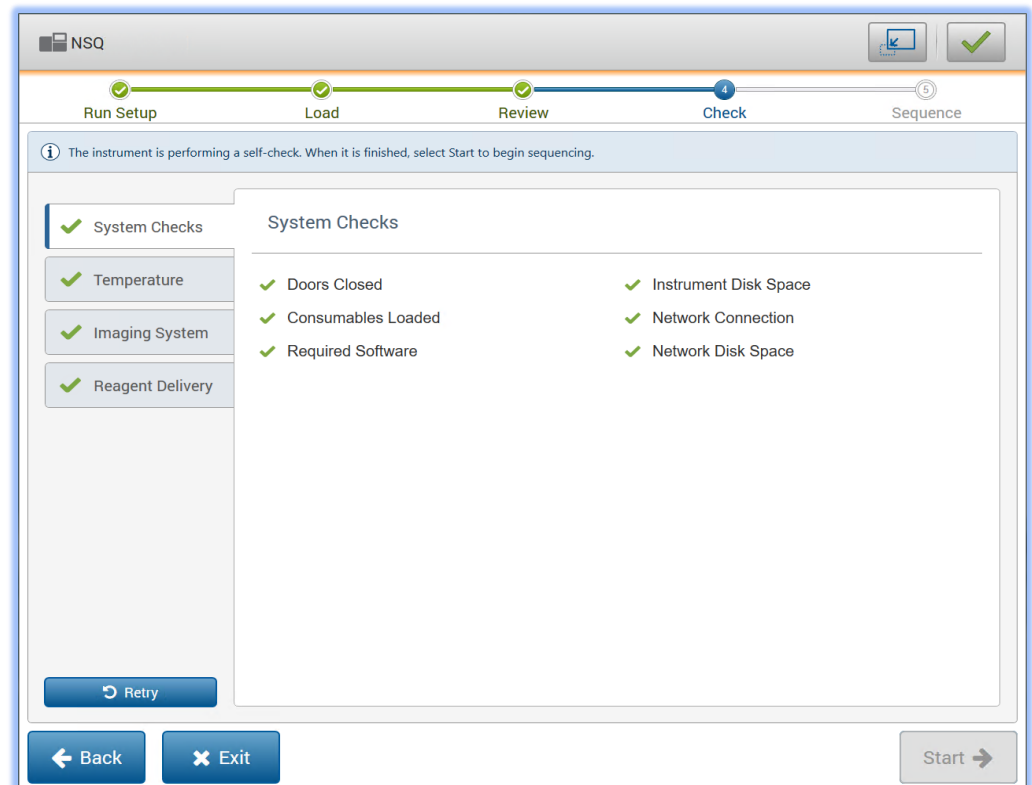 NSQ
4
5
Run Setup
Load
Review
Check
Sequence
The instrument is performing a self-check. When it is finished, select Start to begin sequencing.
System Checks
Temperature
Imaging System
Reagent Delivery
System Checks
Doors Closed
Instrument Disk Space
Consumables Loaded
Network Connection
Required Software
Network Disk Space
Retry
Back
Exit
Start